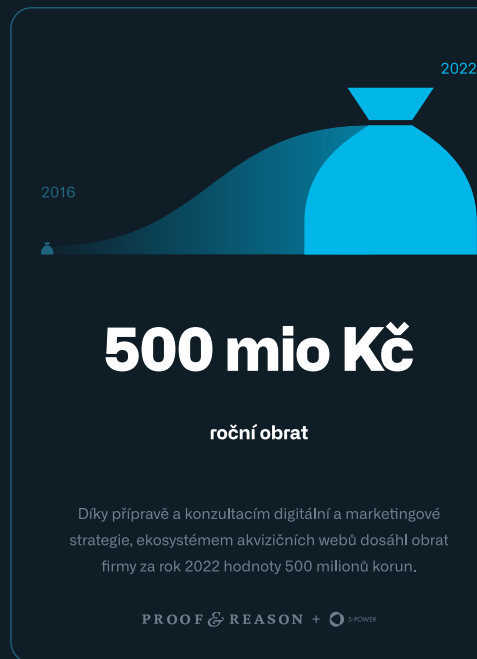 2022
2016
500 mio Kč
roční obrat
Díky přípravě a konzultacím digitální a marketingové
strategie, ekosystémem akvizičních webů dosáhl obrat
firmy za rok 2022 hodnoty 500 milionů korun.
PROOF & REASON + S-POWER